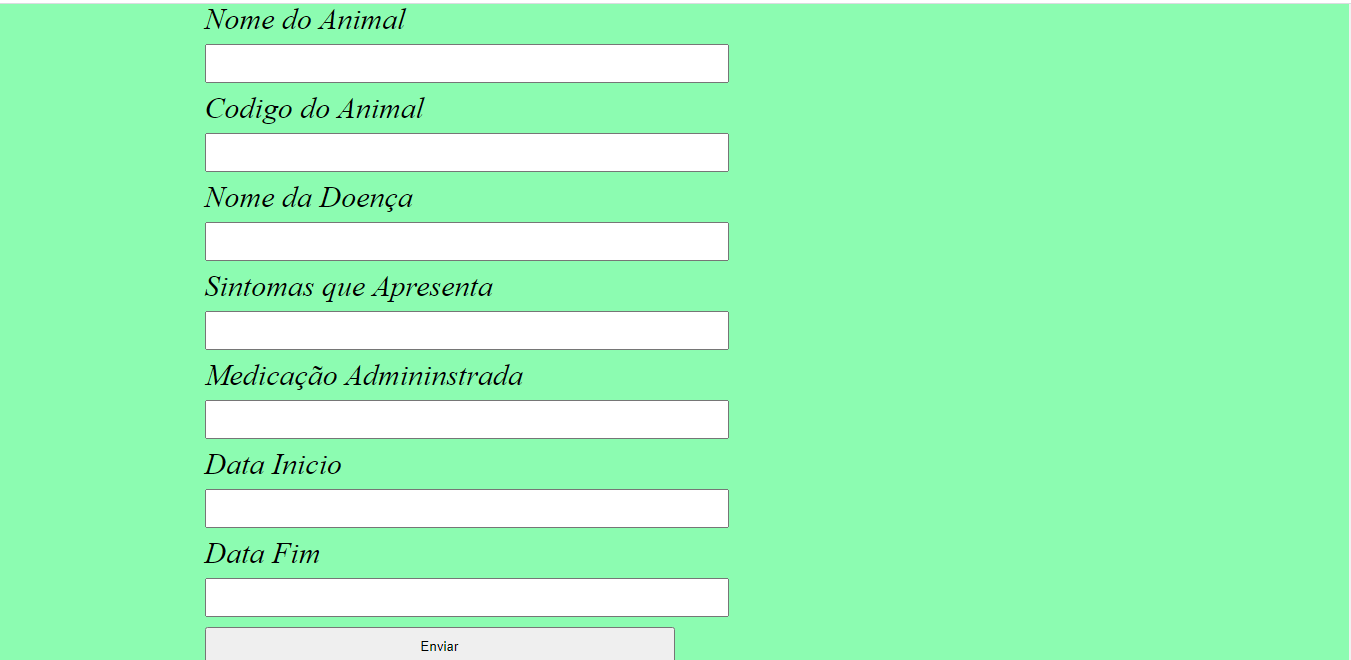 Nome do Animal
Codigo do Animal
Nome da Doença
Sintomas que Apresenta
Medicação Admininstrada
Data Inicio
Data Fim
Enviar